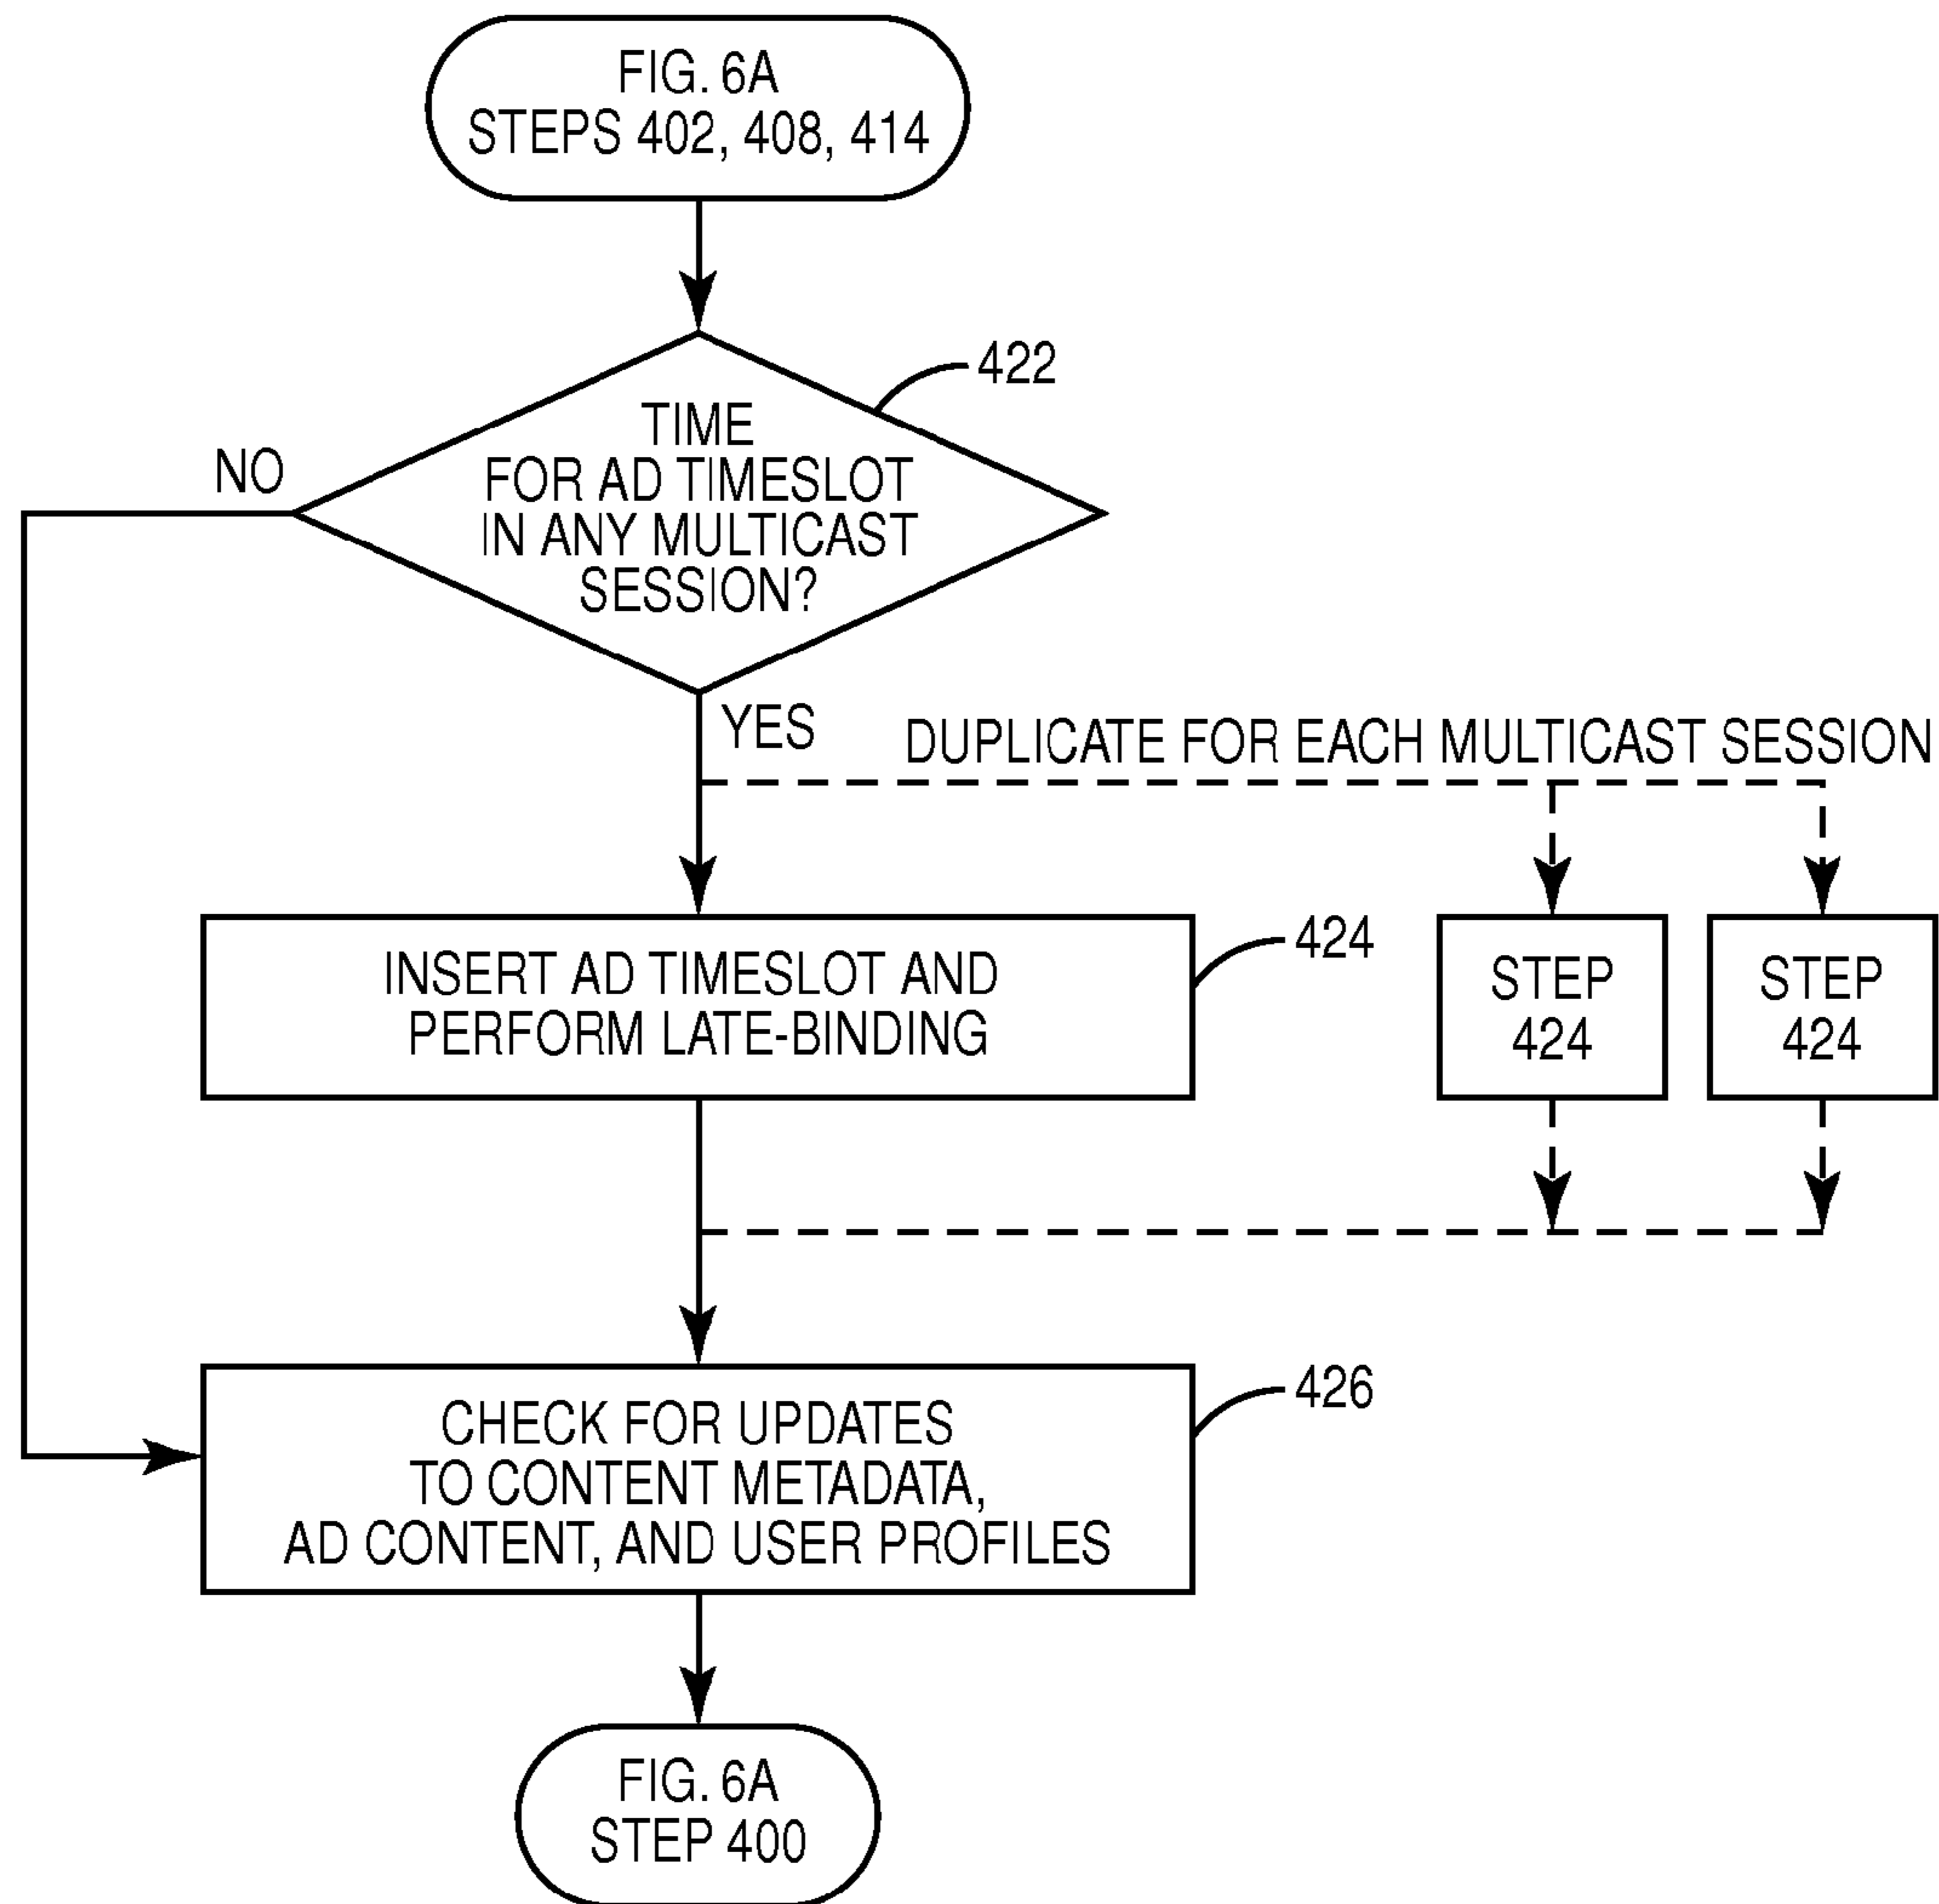 FIG. 6A
STEPS 402, 408, 414
422
TIME
FOR AD TIMESLOT
IN ANY MULTICAST
SESSION?
NO
YES
DUPLICATE FOR EACH MULTICAST SESSION
INSERT AD TIMESLOT AND
PERFORM LATE-BINDING
424
STEP
424
STEP
424
CHECK FOR UPDATES
TO CONTENT METADATA,
AD CONTENT, AND USER PROFILES
426
FIG. 6A
STEP 400